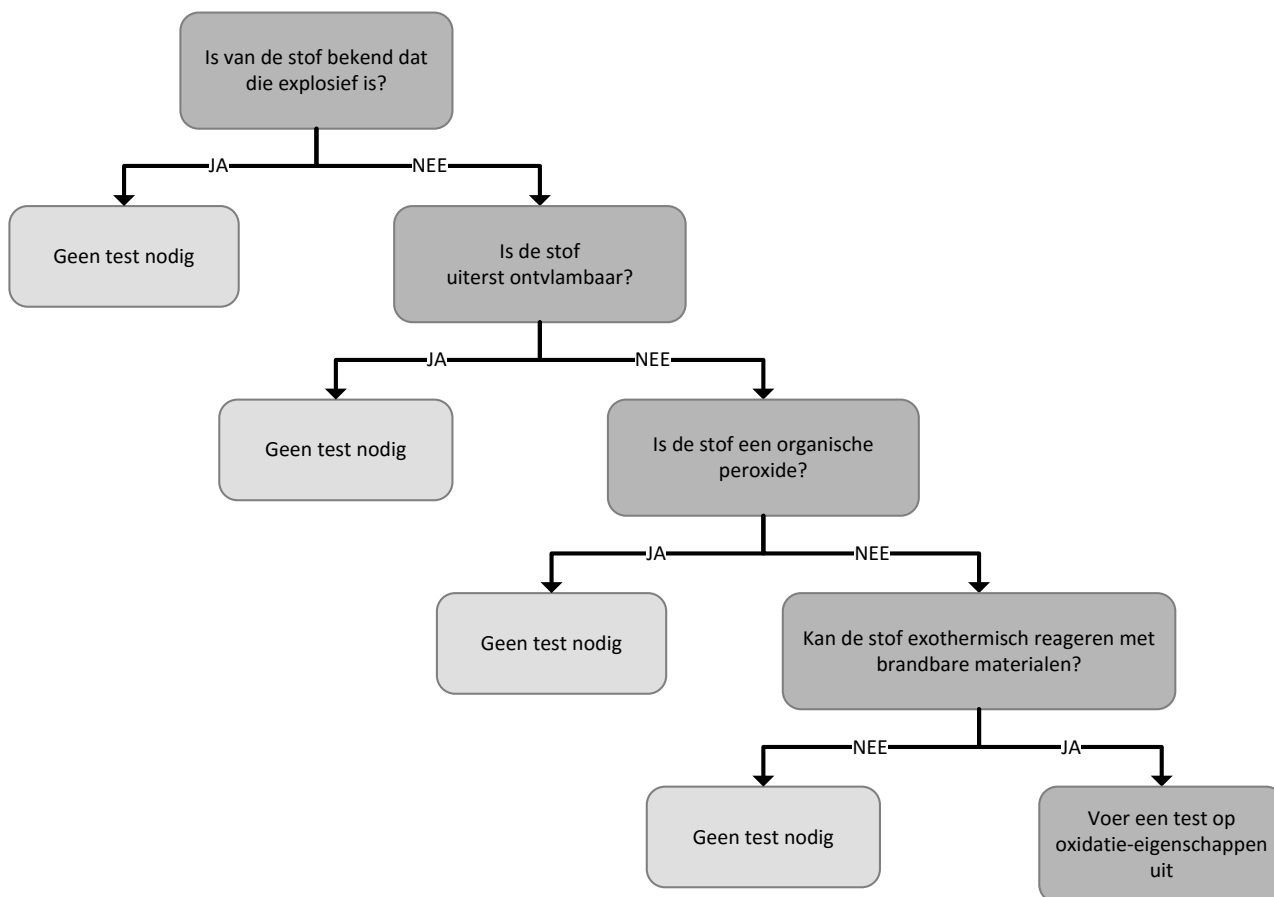 Is van de stof bekend dat
die explosief is?
JA
NEE
Geen test nodig
Is de stof
uiterst ontvlambaar?
JA
NEE
Geen test nodig
Is de stof een organische
peroxide?
JA
NEE
Geen test nodig
Kan de stof exothermisch reageren met
brandbare materialen?
NEE
JA
Geen test nodig
Voer een test op
oxidatie-eigenschappen
uit